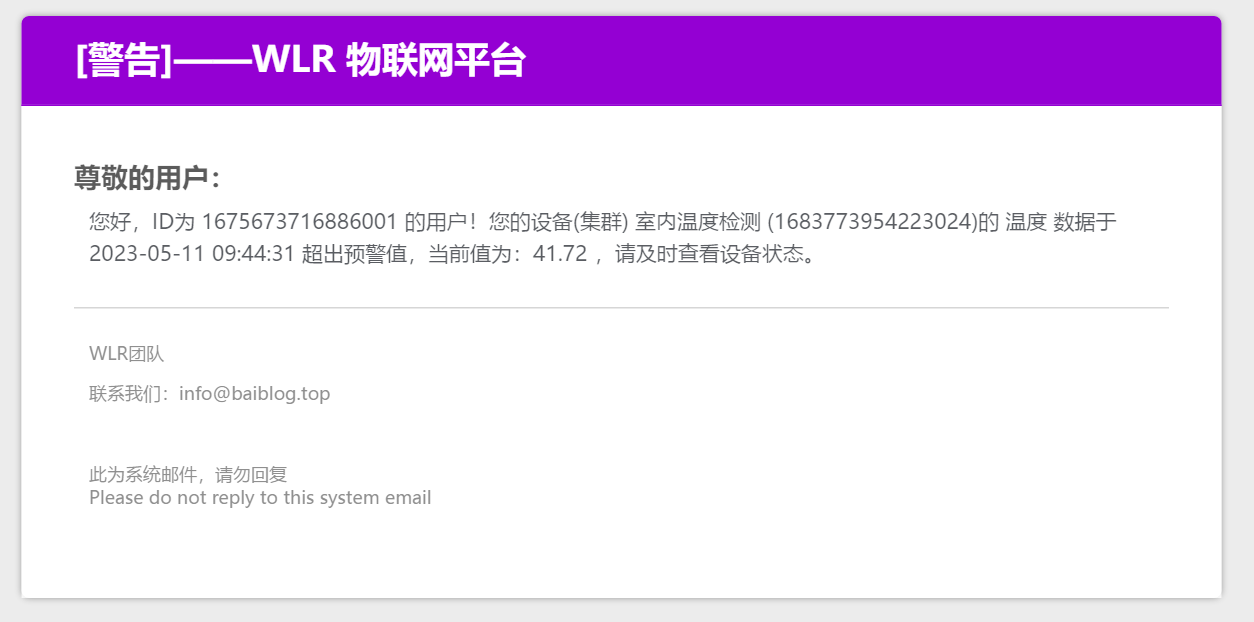 [警告]——WLR 物联网平台
尊敬的用户：
您好，ID为 1675673716886001 的用户！您的设备(集群) 室内温度检测 (1683773954223024)的 温度 数据于
2023-05-11 09:44:31 超出预警值，当前值为：41.72 ，请及时查看设备状态。
WLR团队
联系我们：info@baiblog.top
此为系统邮件，请勿回复
Please do not reply to this system email